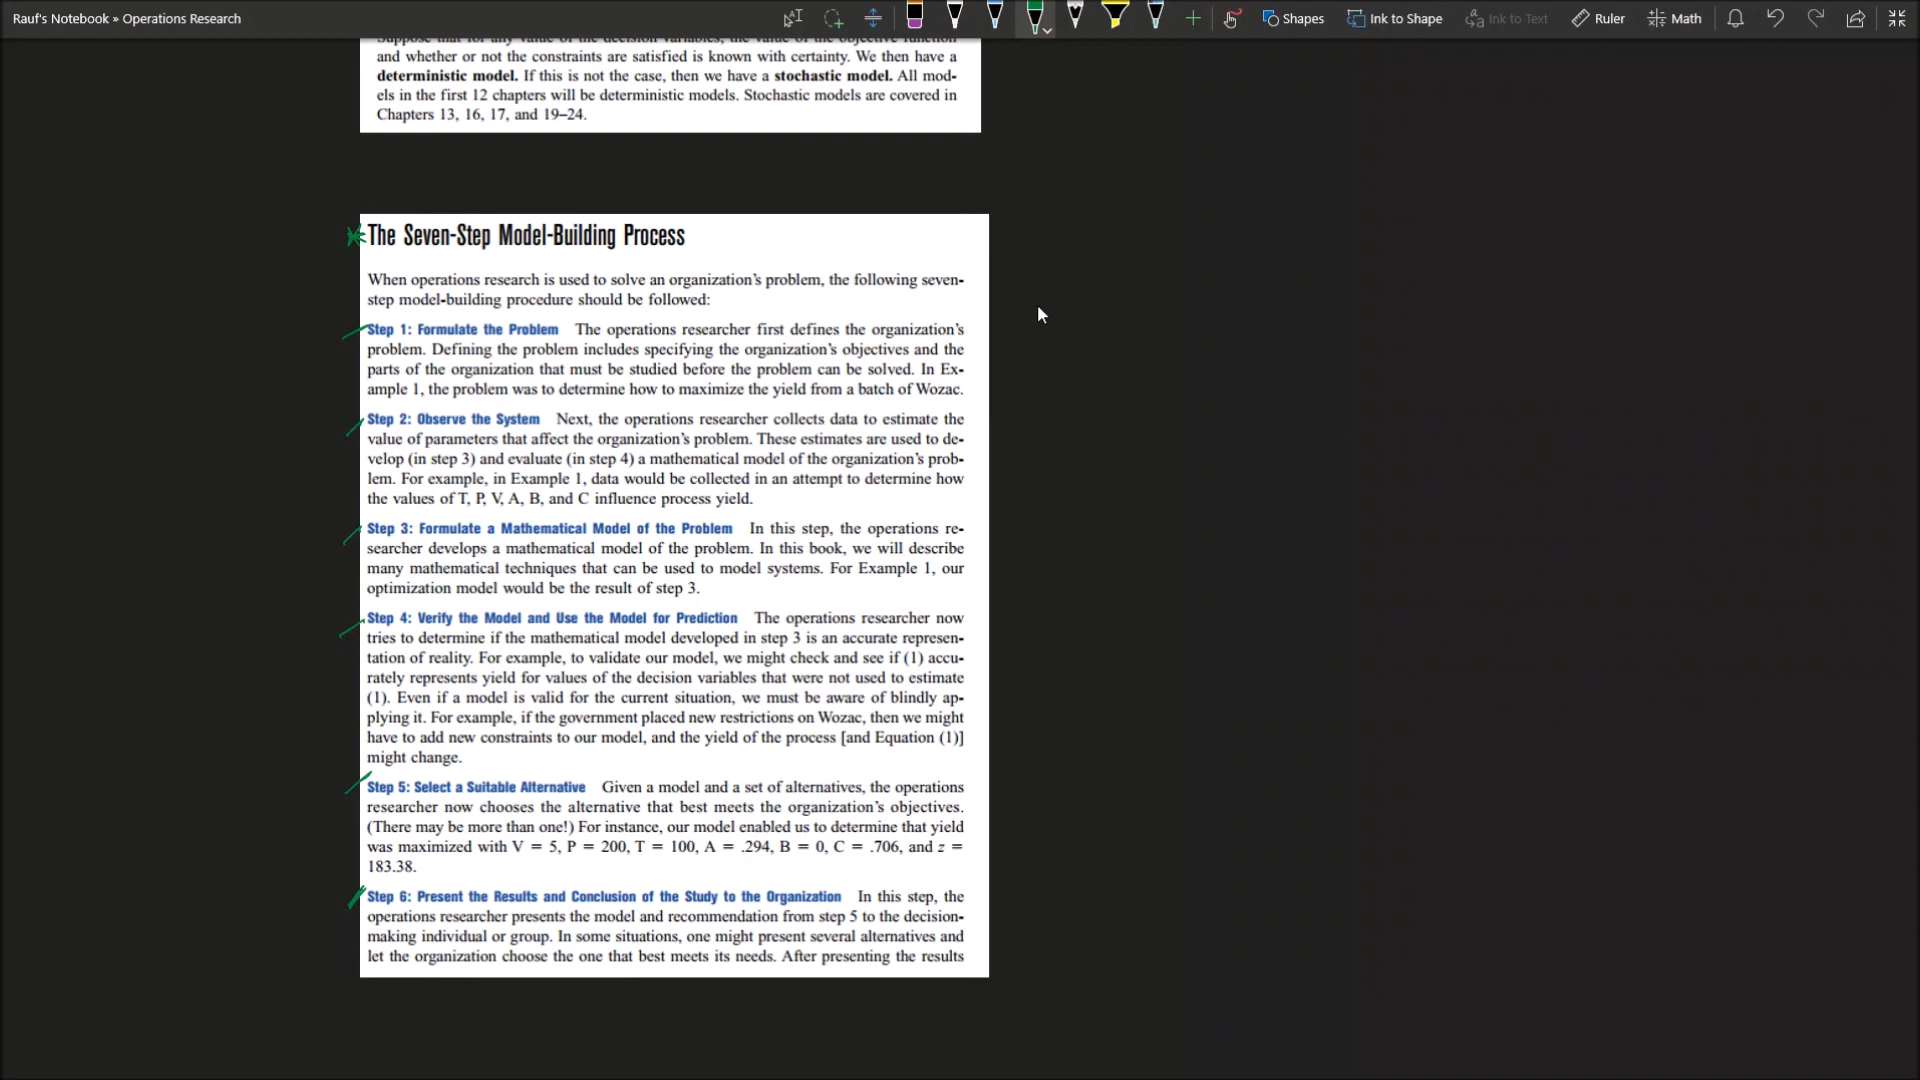 Rauf's Notebook » Operations Research
Shapes
Ink to Shape
Ink to Text
Ruler
Math
Suppose that for any value of the decision variables, the value of the objective function
and whether or not the constraints are satisfied is known with certainty. We then have a
deterministic model. If this is not the case, then we have a stochastic model. All mod-
els in the first 12 chapters will be deterministic models. Stochastic models are covered in
Chapters 13, 16, 17, and 19–24.
The Seven-Step Model-Building Process
When operations research is used to solve an organization's problem, the following seven-
step model-building procedure should be followed:
Step 1: Formulate the Problem The operations researcher first defines the organization's
problem. Defining the problem includes specifying the organization's objectives and the
parts of the organization that must be studied before the problem can be solved. In Ex-
ample 1, the problem was to determine how to maximize the yield from a batch of Wozac.
Step 2: Observe the System Next, the operations researcher collects data to estimate the
value of parameters that affect the organization's problem. These estimates are used to de-
velop (in step 3) and evaluate (in step 4) a mathematical model of the organization's prob-
lem. For example, in Example 1, data would be collected in an attempt to determine how
the values of T, P, V, A, B, and C influence process yield.
Step 3: Formulate a Mathematical Model of the Problem In this step, the operations re-
searcher develops a mathematical model of the problem. In this book, we will describe
many mathematical techniques that can be used to model systems. For Example 1, our
optimization model would be the result of step 3.
Step 4: Verify the Model and Use the Model for Prediction The operations researcher now
tries to determine if the mathematical model developed in step 3 is an accurate represen-
tation of reality. For example, to validate our model, we might check and see if (1) accu-
rately represents yield for values of the decision variables that were not used to estimate
(1). Even if a model is valid for the current situation, we must be aware of blindly ap-
plying it. For example, if the government placed new restrictions on Wozac, then we might
have to add new constraints to our model, and the yield of the process [and Equation (1)]
might change.
Step 5: Select a Suitable Alternative Given a model and a set of alternatives, the operations
researcher now chooses the alternative that best meets the organization's objectives.
(There may be more than one!) For instance, our model enabled us to determine that yield
was maximized with V = 5, P = 200, T = 100, A = .294, B = 0, C = .706, and z =
183.38.
Step 6: Present the Results and Conclusion of the Study to the Organization In this step, the
operations researcher presents the model and recommendation from step 5 to the decision-
making individual or group. In some situations, one might present several alternatives and
let the organization choose the one that best meets its needs. After presenting the results